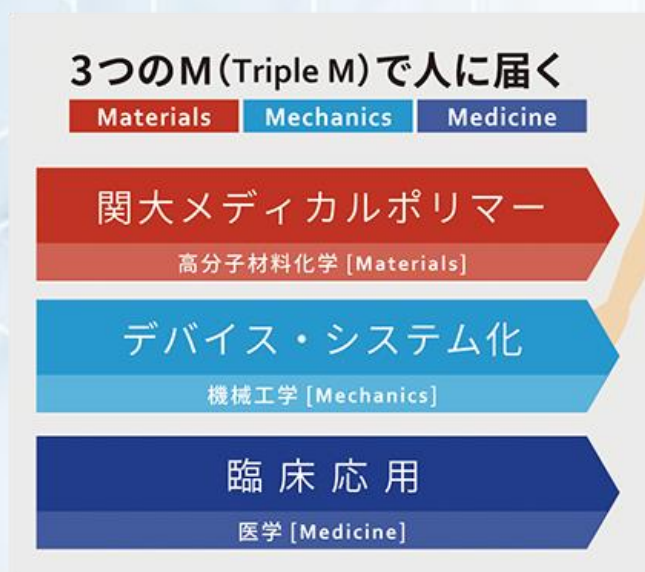 3つのM(Triple M)で人に届く
Materials Mechanics Medicine
関大メディカルポリマー
高分子材料化学 [Materials]
デバイス・システム化
機械工学 [Mechanics]
臨床応用
医学 [Medicine]